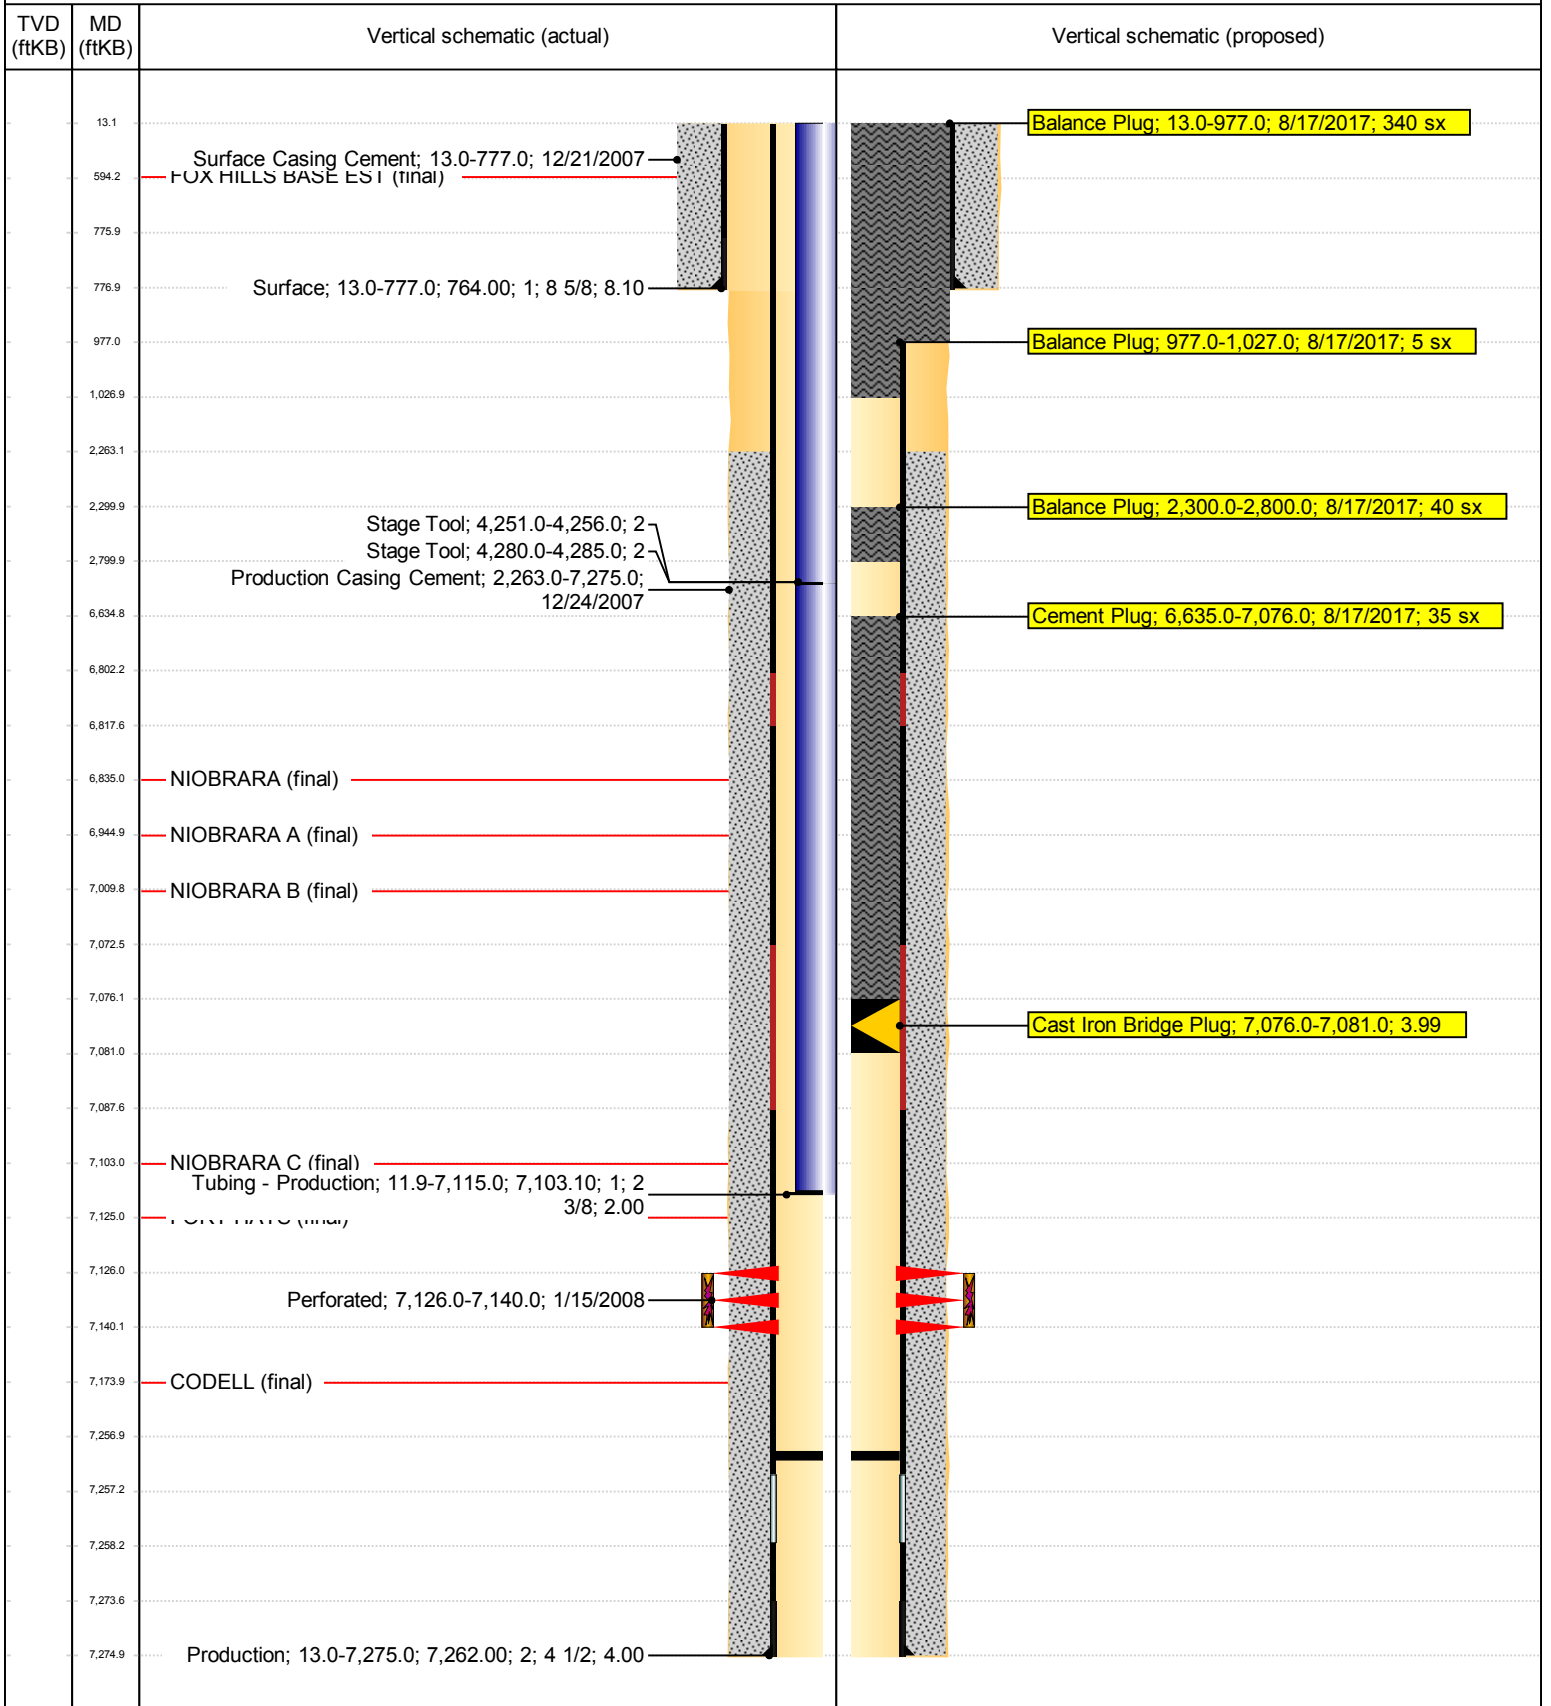 TVD (ftKB)
MD (ftKB)
Vertical schematic (actual)
Vertical schematic (proposed)
13.1
Balance Plug; 13.0-977.0; 8/17/2017; 340 sx
Surface Casing Cement; 13.0-777.0; 12/21/2007
594.2
FOX HILLS BASE EST (final)
775.9
776.9
Surface; 13.0-777.0; 764.00; 1; 8 5/8; 8.10
977.0
Balance Plug; 977.0-1,027.0; 8/17/2017; 5 sx
1,026.9
2,263.1
2,299.9
Balance Plug; 2,300.0-2,800.0; 8/17/2017; 40 sx
Stage Tool; 4,251.0-4,256.0; 2
Stage Tool; 4,280.0-4,285.0; 2
2,799.9
Production Casing Cement; 2,263.0-7,275.0;
12/24/2007
6,634.8
Cement Plug; 6,635.0-7,076.0; 8/17/2017; 35 sx
6,802.2
6,817.6
6,835.0
NIOBRARA (final)
6,944.9
NIOBRARA A (final)
7,009.8
NIOBRARA B (final)
7,072.5
7,076.1
Cast Iron Bridge Plug; 7,076.0-7,081.0; 3.99
7,081.0
7,087.6
7,103.0
NIOBRARA C (final)
Tubing - Production; 11.9-7,115.0; 7,103.10; 1; 2
3/8; 2.00
7,125.0
(final)
7,126.0
Perforated; 7,126.0-7,140.0; 1/15/2008
7,140.1
7,173.9
CODELL (final)
7,256.9
7,257.2
7,258.2
7,273.6
7,274.9
Production; 13.0-7,275.0; 7,262.00; 2; 4 1/2; 4.00